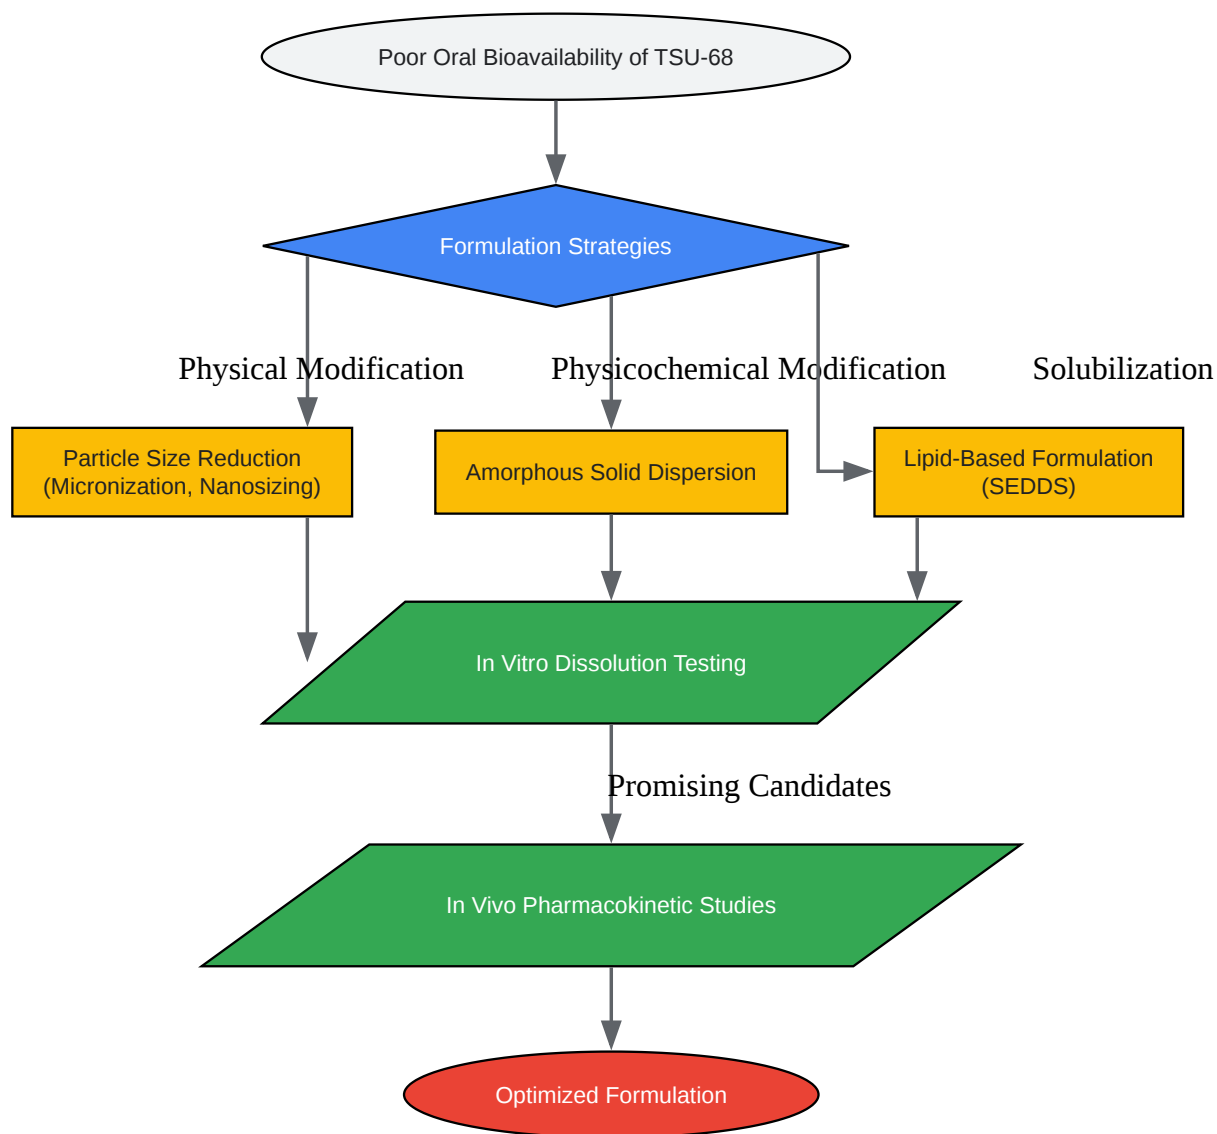 Poor Oral Bioavailability of TSU-68
Formulation Strategies
Physical Modification
Physicochemical Modification
Solubilization
Particle Size Reduction
(Micronization, Nanosizing)
Amorphous Solid Dispersion
Lipid-Based Formulation
(SEDDS)
In Vitro Dissolution Testing
Promising Candidates
In Vivo Pharmacokinetic Studies
Optimized Formulation